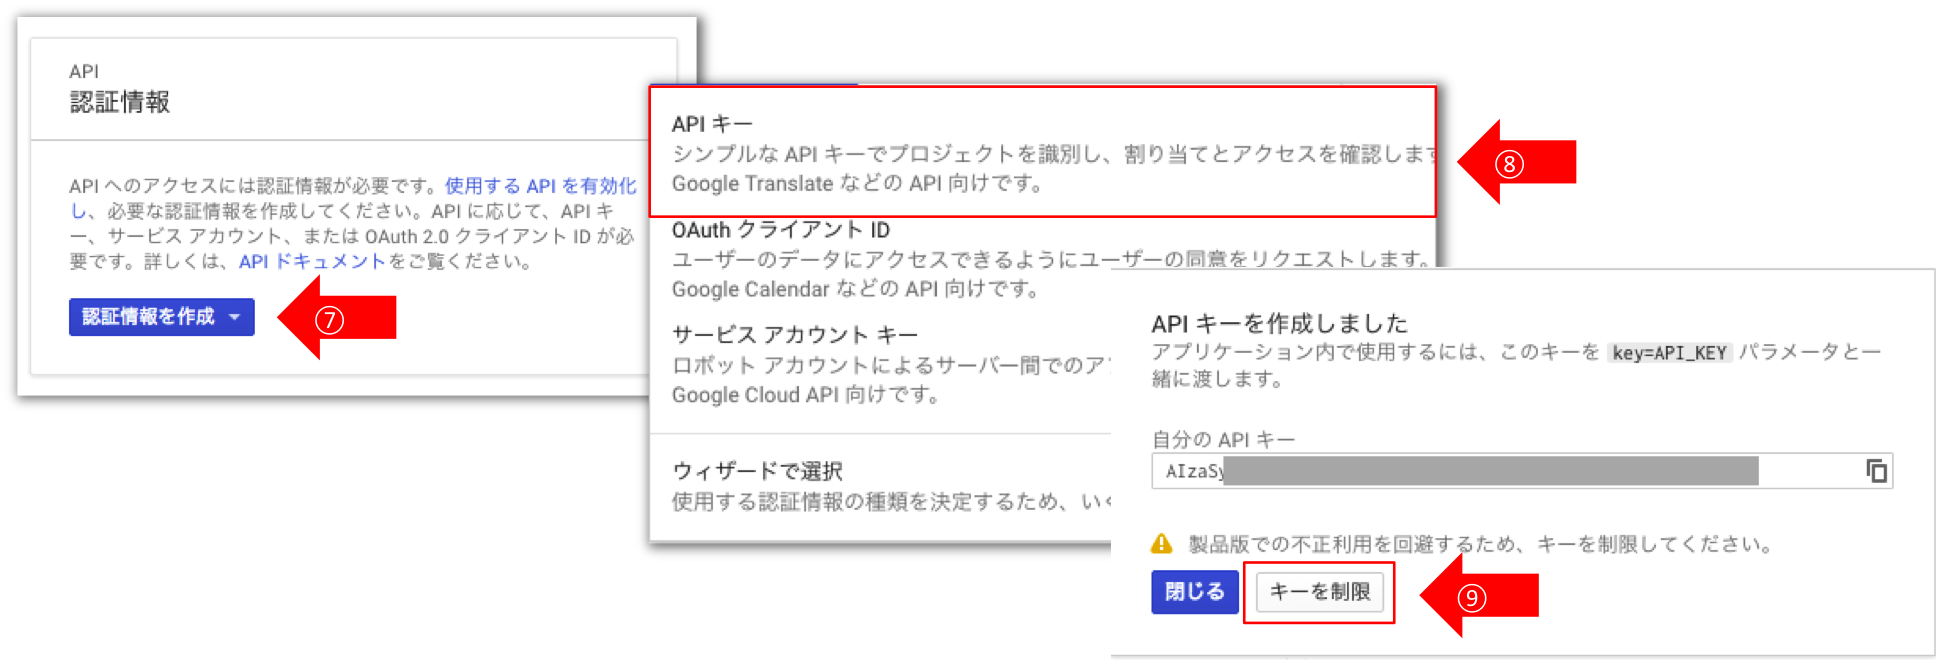 API
認証情報
API へのアクセスには認証情報が必要です。使用する API を有効化
し、必要な認証情報を作成してください。API に応じて、API キ
ー、サービス アカウント、または OAuth 2.0 クライアント ID が必
要です。詳しくは、API ドキュメントをご覧ください。
認証情報を作成
⑦
API キー
シンプルな API キーでプロジェクトを識別し、割り当てとアクセスを確認します
Google Translate などの API 向けです。
⑧
OAuth クライアント ID
ユーザーのデータにアクセスできるようにユーザーの同意をリクエストします。
Google Calendar などの API 向けです。
サービス アカウント キー
ロボット アカウントによるサーバー間でのア
Google Cloud API 向けです。
ウィザードで選択
使用する認証情報の種類を決定するため、い
API キーを作成しました
アプリケーション内で使用するには、このキーを key=API_KEY パラメータと一
緒に渡します。
自分の API キー
AIzaSy
製品版での不正利用を回避するため、キーを制限してください。
閉じる
キーを制限
⑨